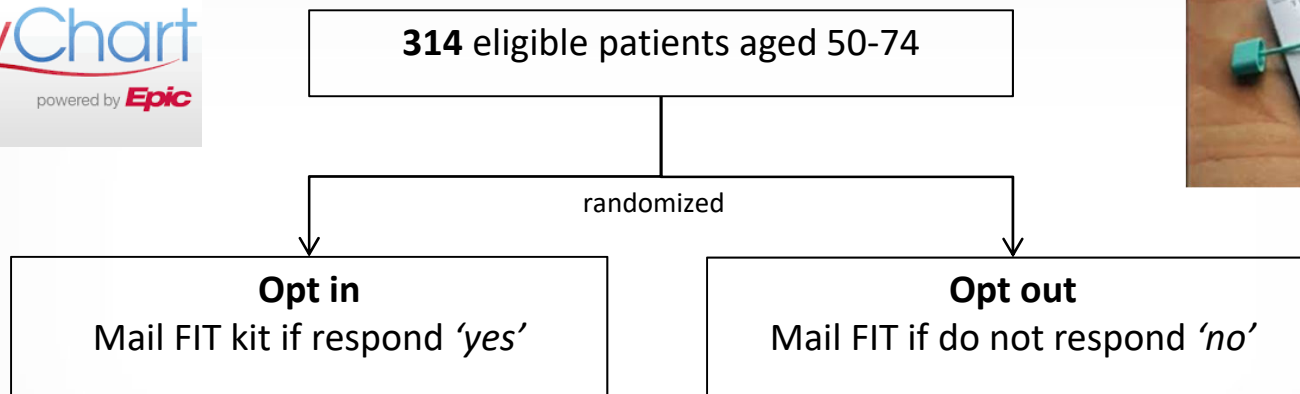 yChart
powered by Epic
314 eligible patients aged 50-74
randomized
Opt in
Mail FIT kit if respond ‘yes’
Opt out
Mail FIT if do not respond ‘no’